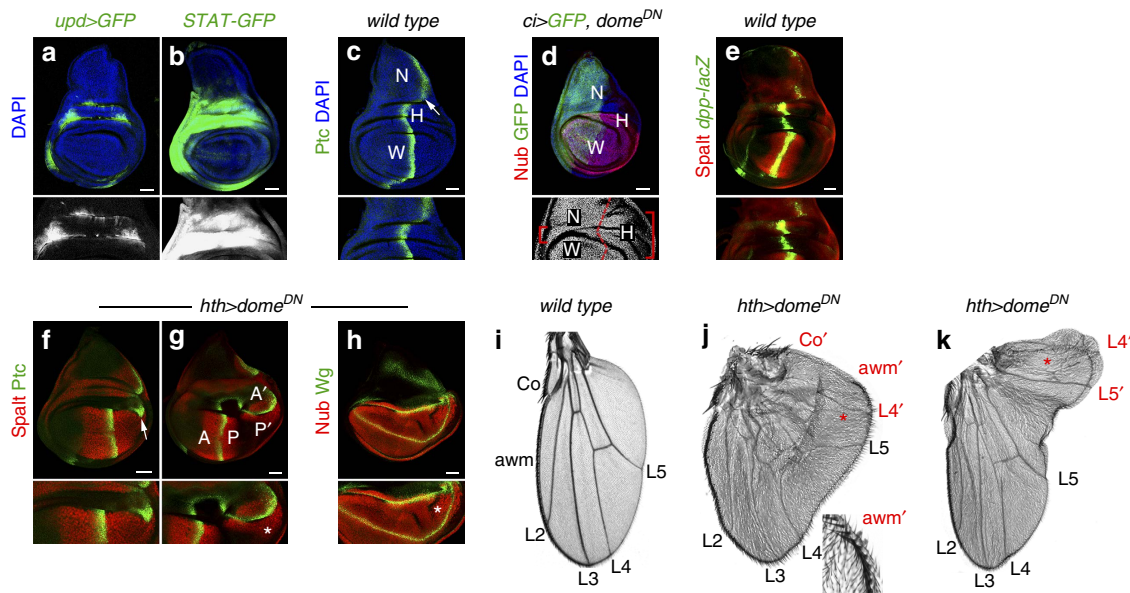 upd>GFP STAT-GFP wild type ci>GFP, dome^DN wild type
a b c d e
DAPI
Ptc DAPI
Nub GFP DAPI
Spalt dpp-lacZ
N
H
W
N
H
W
N
H
W
hth>dome^DN wild type hth>dome^DN hth>dome^DN
f g h i j k
Spalt Ptc
Nub Wg
A′
A P P′
*
*
Co
awm
L2
L3
L4
L5
Co′
awm′
L4′
*
L5
L2
L3
L4
awm′
L4′
*
L5′
L5
L2
L3
L4